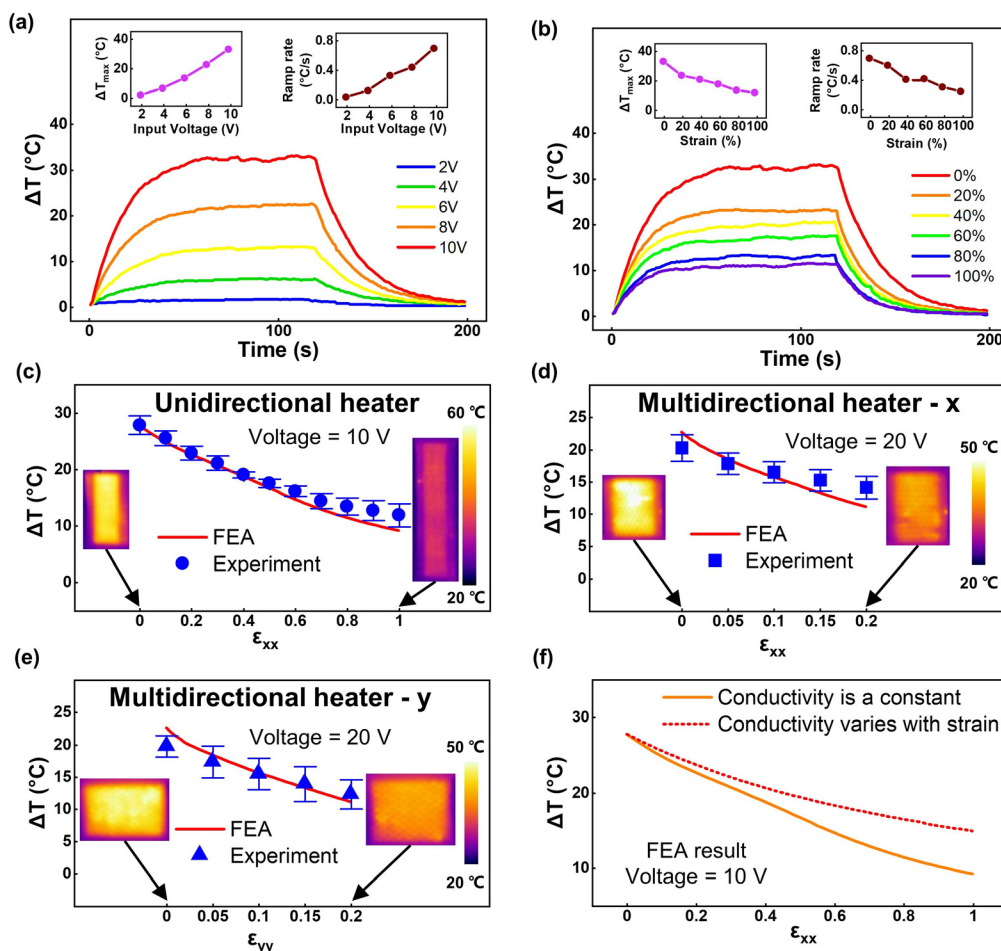 (a)
ΔT (°C)
30
20
10
0
0
100
200
Time (s)
ΔTmax (°C)
40
20
0
2 4 6 8 10
Input Voltage (V)
Ramp rate
(°C/s)
0.8
0.4
0.0
2 4 6 8 10
Input Voltage (V)
2V
4V
6V
8V
10V
(b)
ΔT (°C)
40
30
20
10
0
0
100
200
Time (s)
ΔTmax (°C)
40
20
0
0 20 40 60 80 100
Strain (%)
Ramp rate
(°C/s)
0.8
0.4
0.0
0 20 40 60 80 100
Strain (%)
0%
20%
40%
60%
80%
100%
(c)
Unidirectional heater
Voltage = 10 V
ΔT (°C)
30
20
10
0
FEA
Experiment
60 ℃
20 ℃
0 0.2 0.4 0.6 0.8 1
εxx
(d)
Multidirectional heater - x
Voltage = 20 V
ΔT (°C)
25
20
15
10
5
0
FEA
Experiment
50 ℃
20 ℃
0 0.05 0.1 0.15 0.2
εxx
(e)
Multidirectional heater - y
Voltage = 20 V
ΔT (°C)
25
20
15
10
5
0
FEA
Experiment
50 ℃
20 ℃
0 0.05 0.1 0.15 0.2
εyy
(f)
Conductivity is a constant
Conductivity varies with strain
ΔT (°C)
30
20
10
FEA result
Voltage = 10 V
0 0.2 0.4 0.6 0.8 1
εxx